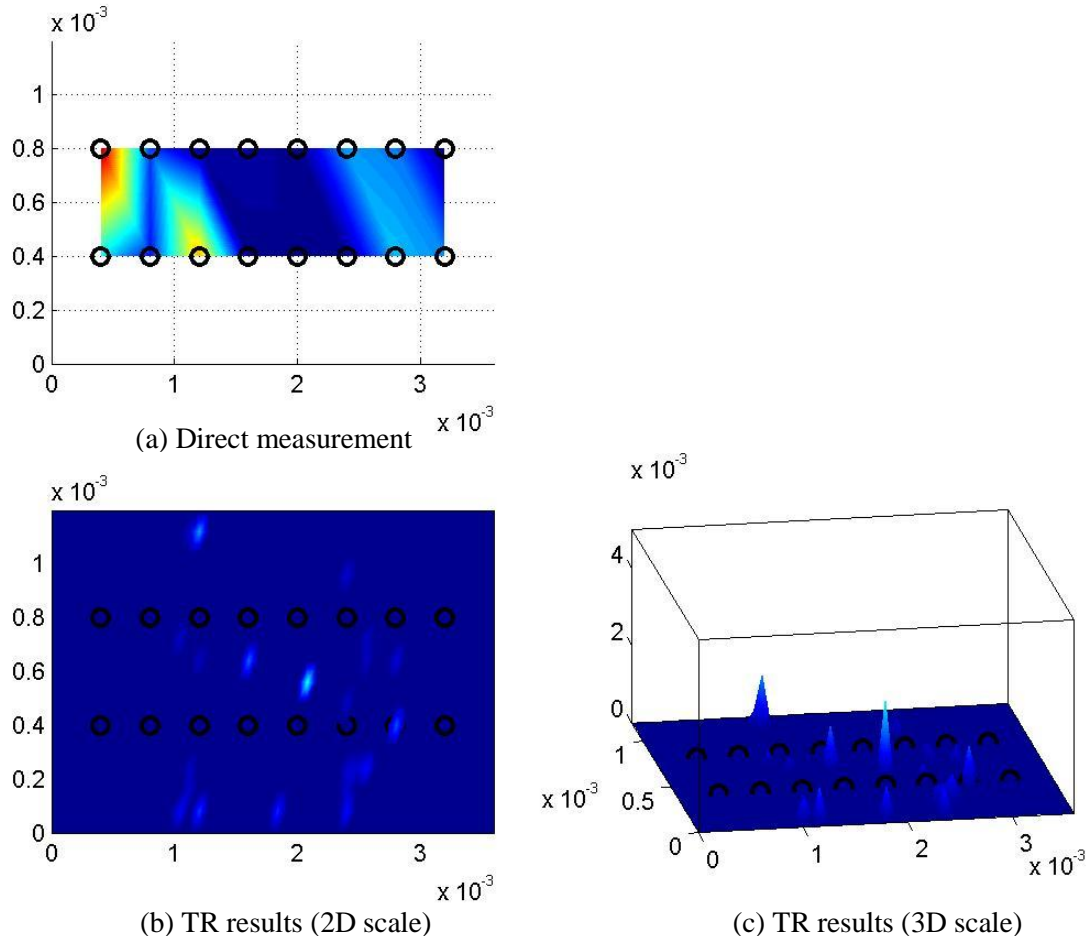 x 10-3
1
0.8
0.6
0.4
0.2
0
0 1 2 3
x 10-3
(a) Direct measurement
x 10-3
1
0.8
0.6
0.4
0.2
0
0 1 2 3
x 10-3
(b) TR results (2D scale)
x 10-3
4
2
0
1
0.5
0
x 10-3
0 1 2 3
x 10-3
(c) TR results (3D scale)